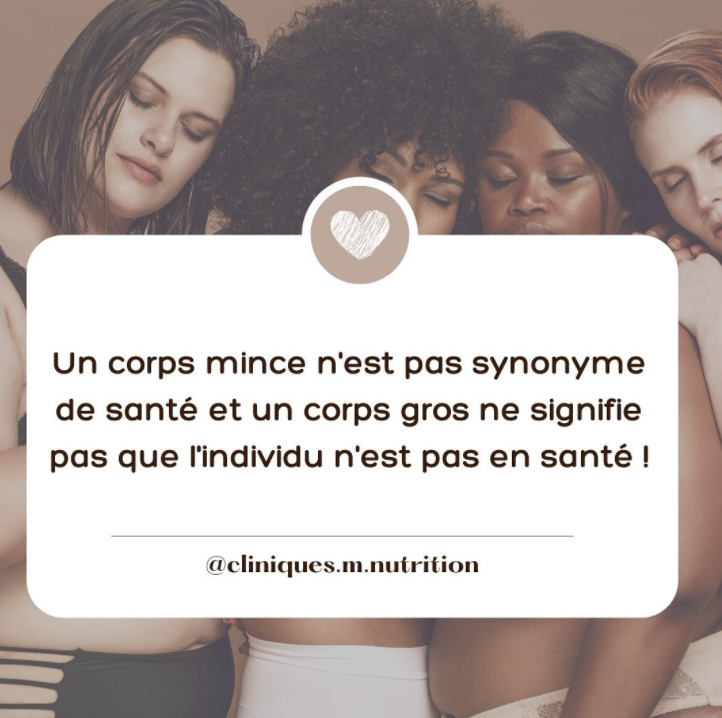 Un corps mince n'est pas synonyme
de santé et un corps gros ne signifie
pas que l'individu n'est pas en santé !
@cliniques.m.nutrition